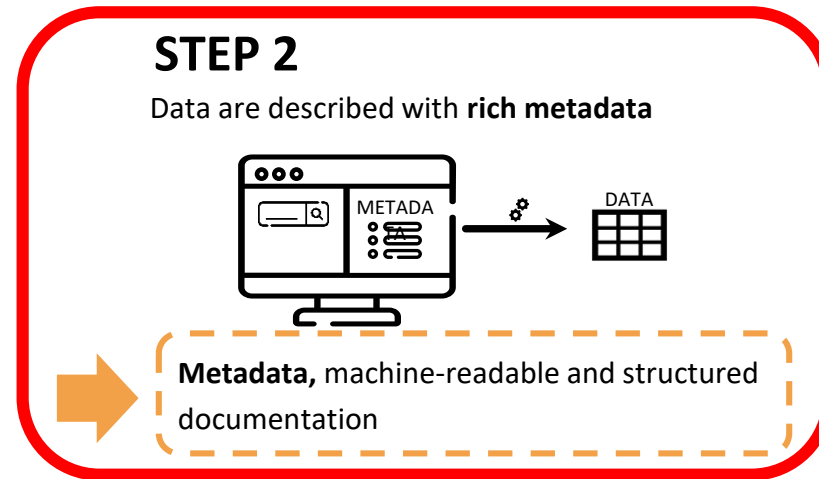 STEP 2
Data are described with rich metadata
METADA
TA
DATA
Metadata, machine-readable and structured
documentation